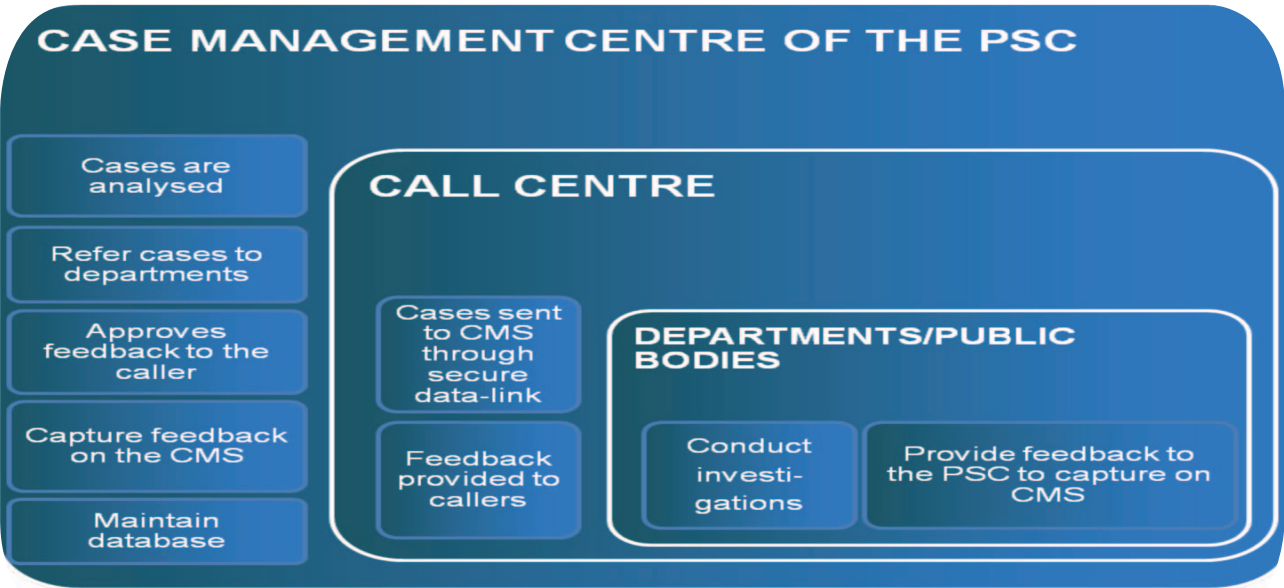 CASE MANAGEMENT CENTRE OF THE PSC
Cases are
analysed
Refer cases to
departments
Approves
feedback to the
caller
Capture feedback
on the CMS
Maintain
database
CALL CENTRE
Cases sent
to CMS
through
secure
data-link
Feedback
provided to
callers
DEPARTMENTS/PUBLIC
BODIES
Conduct
investi-
gations
Provide feedback to
the PSC to capture on
CMS